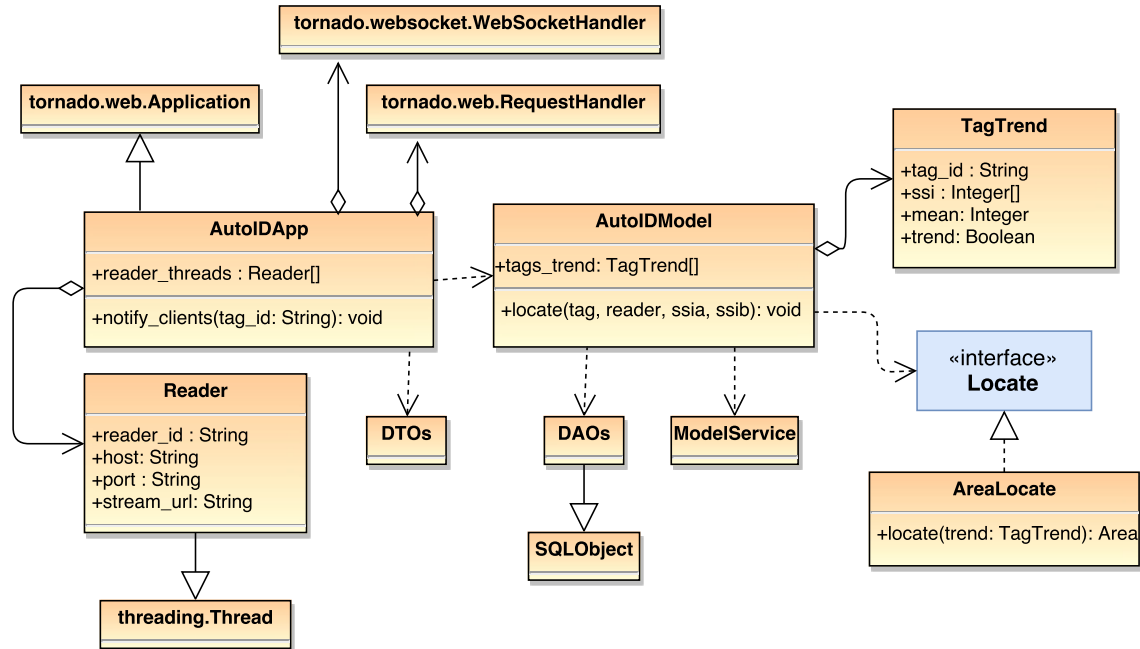 tornado.websocket.WebSocketHandler
tornado.web.Application
tornado.web.RequestHandler
TagTrend
+tag_id : String
+ssi : Integer[]
+mean: Integer
+trend: Boolean
AutoIDApp
+reader_threads : Reader[]
+notify_clients(tag_id: String): void
AutoIDModel
+tags_trend: TagTrend[]
+locate(tag, reader, ssia, ssib): void
«interface»
Locate
Reader
+reader_id : String
+host: String
+port : String
+stream_url: String
DTOs
DAOs
ModelService
AreaLocate
+locate(trend: TagTrend): Area
SQLObject
threading.Thread